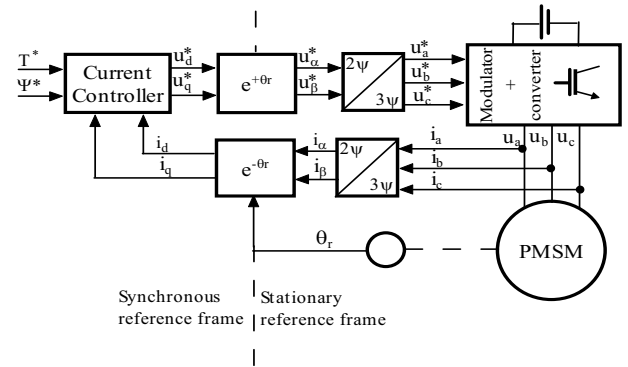 T*
Ψ*
Current
Controller
u*d
u*q
e+θr
u*α
u*β
2ψ
3ψ
u*a
u*b
u*c
Modulator
+
converter
id
iq
e-θr
iα
iβ
2ψ
3ψ
ia
ib
ic
ua ub uc
θr
PMSM
Synchronous
reference frame
Stationary
reference frame